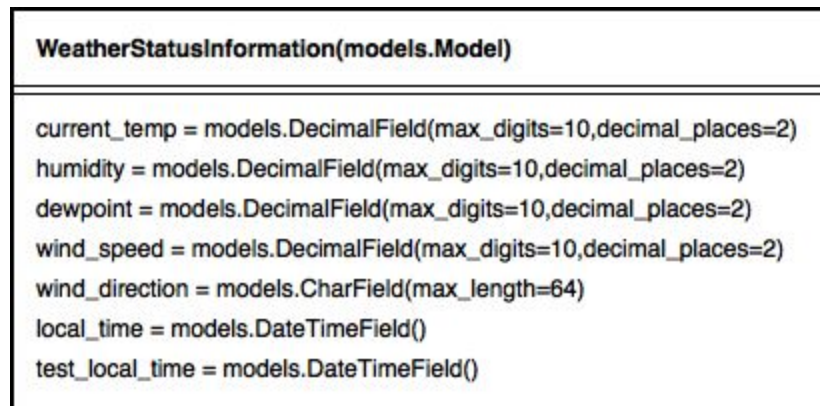 WeatherStatusInformation(models.Model)
current_temp = models.DecimalField(max_digits=10,decimal_places=2)
humidity = models.DecimalField(max_digits=10,decimal_places=2)
dewpoint = models.DecimalField(max_digits=10,decimal_places=2)
wind_speed = models.DecimalField(max_digits=10,decimal_places=2)
wind_direction = models.CharField(max_length=64)
local_time = models.DateTimeField()
test_local_time = models.DateTimeField()